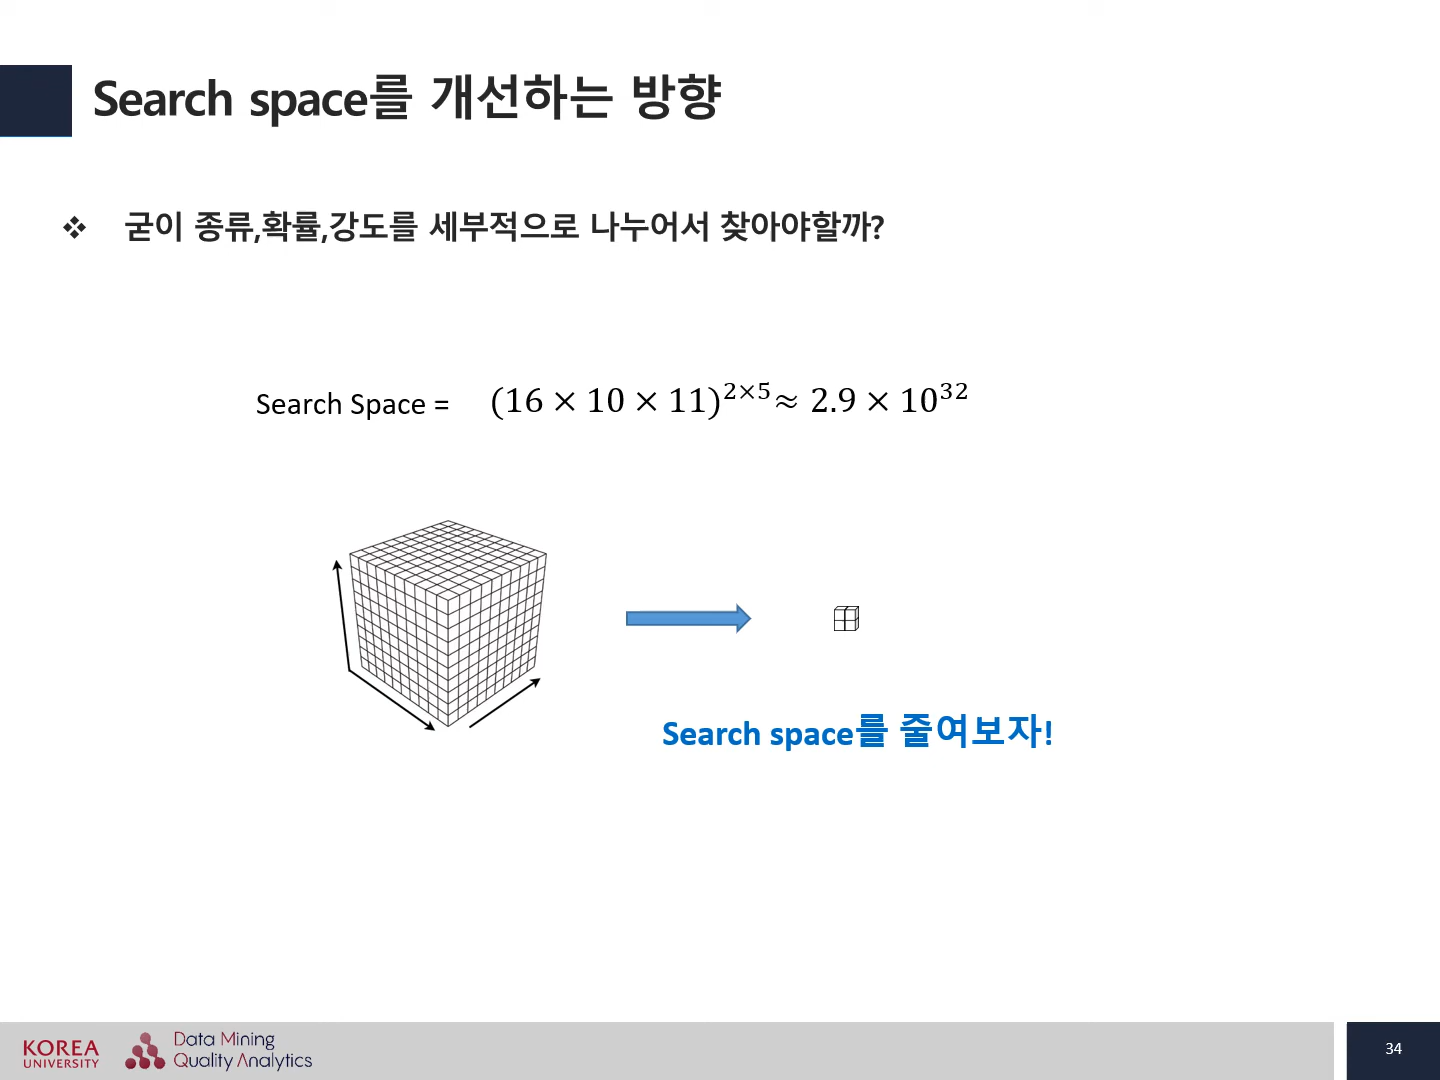 Search space를 개선하는 방향
❖ 굳이 종류,확률,강도를 세부적으로 나누어서 찾아야할까?
Search Space = (16 × 10 × 11)^{2×5} ≈ 2.9 × 10^{32}
Search space를 줄여보자!
KOREA
UNIVERSITY
Data Mining
Quality Analytics
34